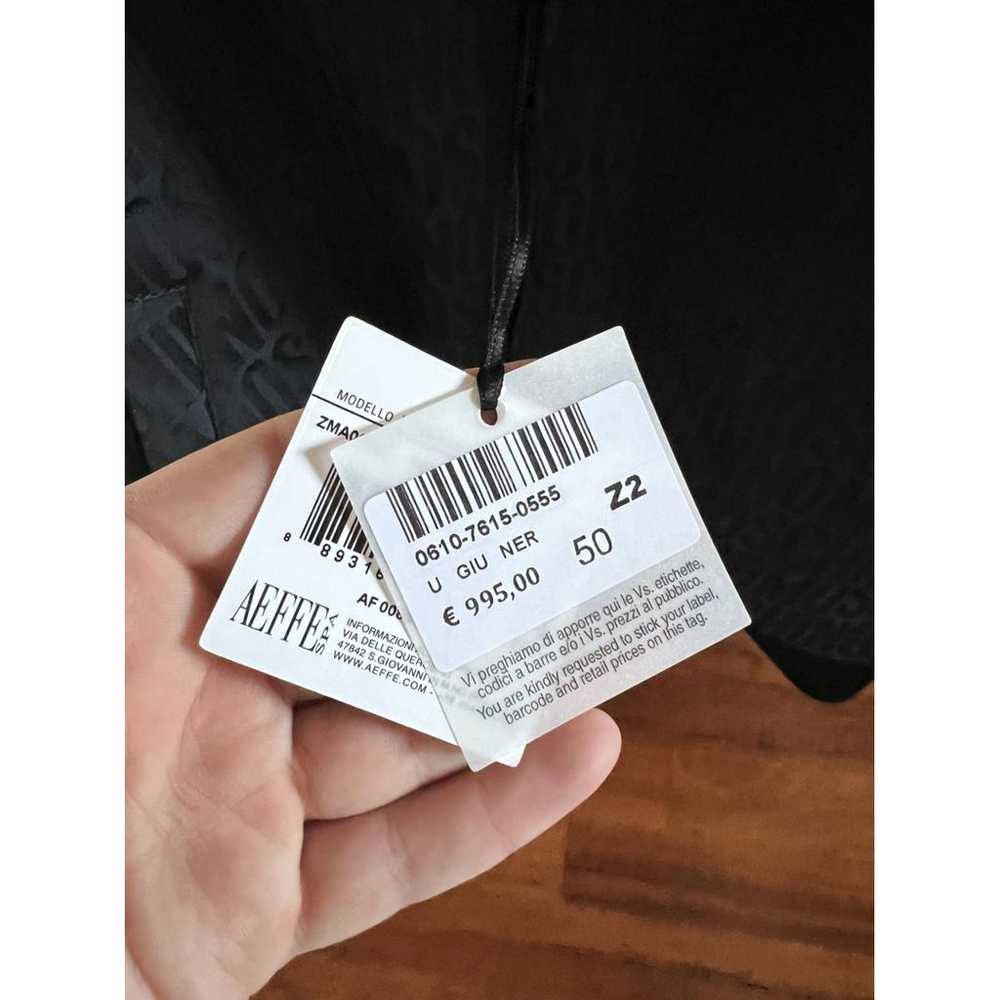 MODELLO
ZMA0
8 89316
AF 006
AEFFE SPA
INFORMAZIONI
VIA DELLE QUER
47842 S.GIOVANNI
WWW.AEFFE.COM -
0610-7615-0555
Z2
U GIU NER
50
€ 995,00
Vi preghiamo di apporre qui le Vs. etichette,
codici a barre e/o i Vs. prezzi al pubblico.
You are kindly requested to stick your label,
barcode and retail prices on this tag.